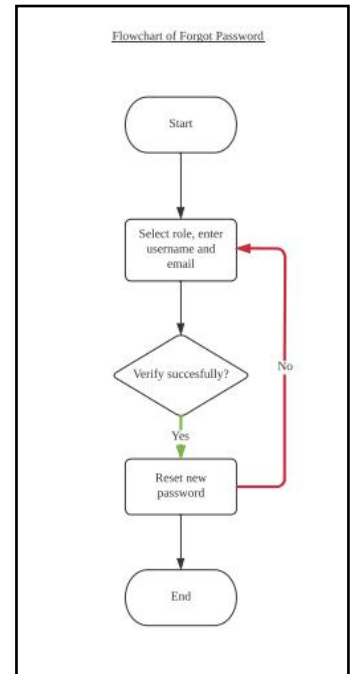 Flowchart of Forgot Password
Start
Select role, enter
username and
email
Verify succesfully?
No
Yes
Reset new
password
End